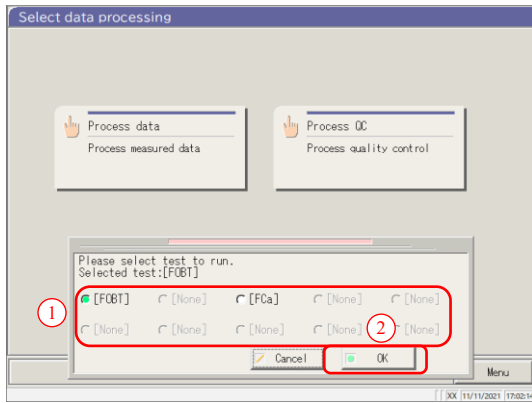 Select data processing
Process data
Process measured data
Process QC
Process quality control
Please select test to run.
Selected test:[FOBT]
1
[FOBT] [None] [FCa] [None] [None]
2
[None] [None] [None] [None] [None]
Cancel OK
Menu
XX 11/11/2021 17:02:14